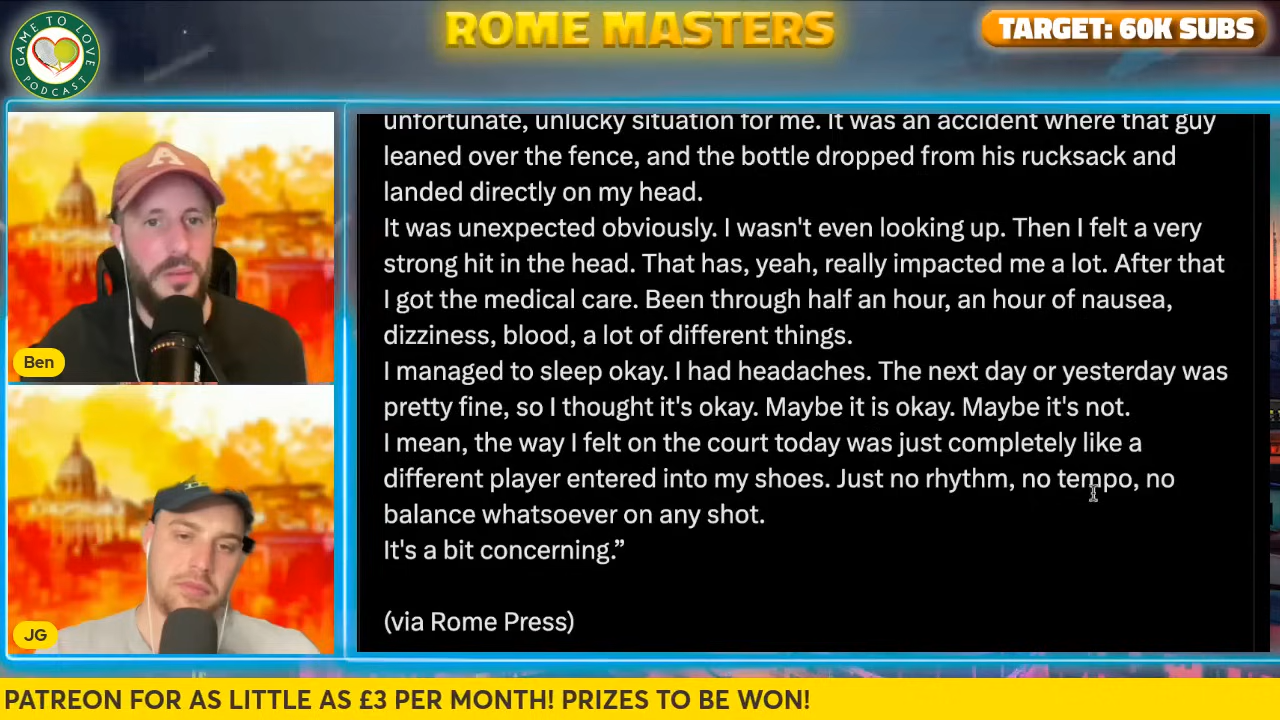 GAME TO LOVE
PODCAST
ROME MASTERS
TARGET: 60K SUBS
unfortunate, unlucky situation for me. It was an accident where that guy
leaned over the fence, and the bottle dropped from his rucksack and
landed directly on my head.
It was unexpected obviously. I wasn't even looking up. Then I felt a very
strong hit in the head. That has, yeah, really impacted me a lot. After that
I got the medical care. Been through half an hour, an hour of nausea,
dizziness, blood, a lot of different things.
I managed to sleep okay. I had headaches. The next day or yesterday was
pretty fine, so I thought it's okay. Maybe it is okay. Maybe it's not.
I mean, the way I felt on the court today was just completely like a
different player entered into my shoes. Just no rhythm, no tempo, no
balance whatsoever on any shot.
It's a bit concerning.”
(via Rome Press)
A
Ben
JG
PATREON FOR AS LITTLE AS £3 PER MONTH! PRIZES TO BE WON!